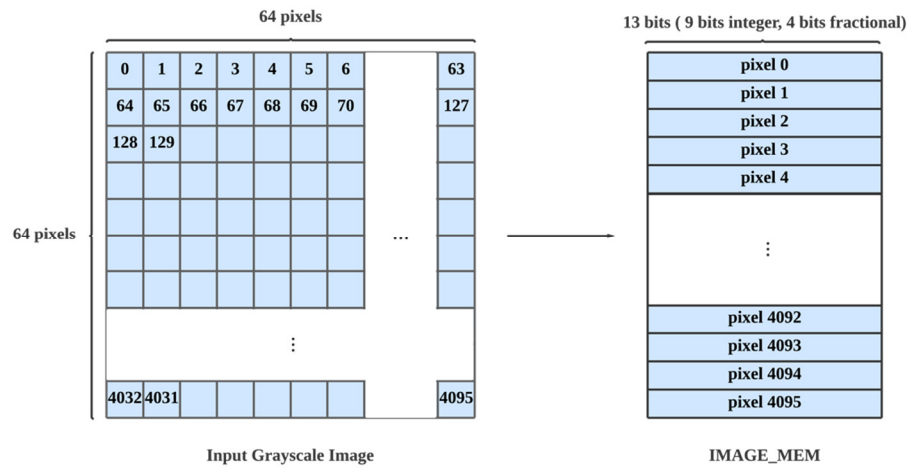 64 pixels
13 bits ( 9 bits integer, 4 bits fractional)
0 1 2 3 4 5 6 63
64 65 66 67 68 69 70 127
128 129
64 pixels
...
⋮
4032 4031 4095
Input Grayscale Image
pixel 0
pixel 1
pixel 2
pixel 3
pixel 4
⋮
pixel 4092
pixel 4093
pixel 4094
pixel 4095
IMAGE_MEM